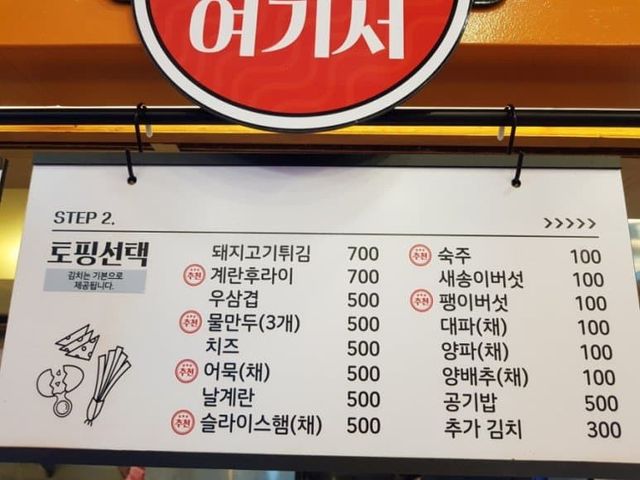 여기서
STEP 2.
>>>>>
토핑선택
김치는 기본으로
제공됩니다.
돼지고기튀김 700
추천 계란후라이 700
우삼겹 500
추천 물만두(3개) 500
치즈 500
추천 어묵(채) 500
날계란 500
추천 슬라이스햄(채) 500
추천 숙주 100
새송이버섯 100
추천 팽이버섯 100
대파(채) 100
양파(채) 100
양배추(채) 100
공기밥 500
추가 김치 300